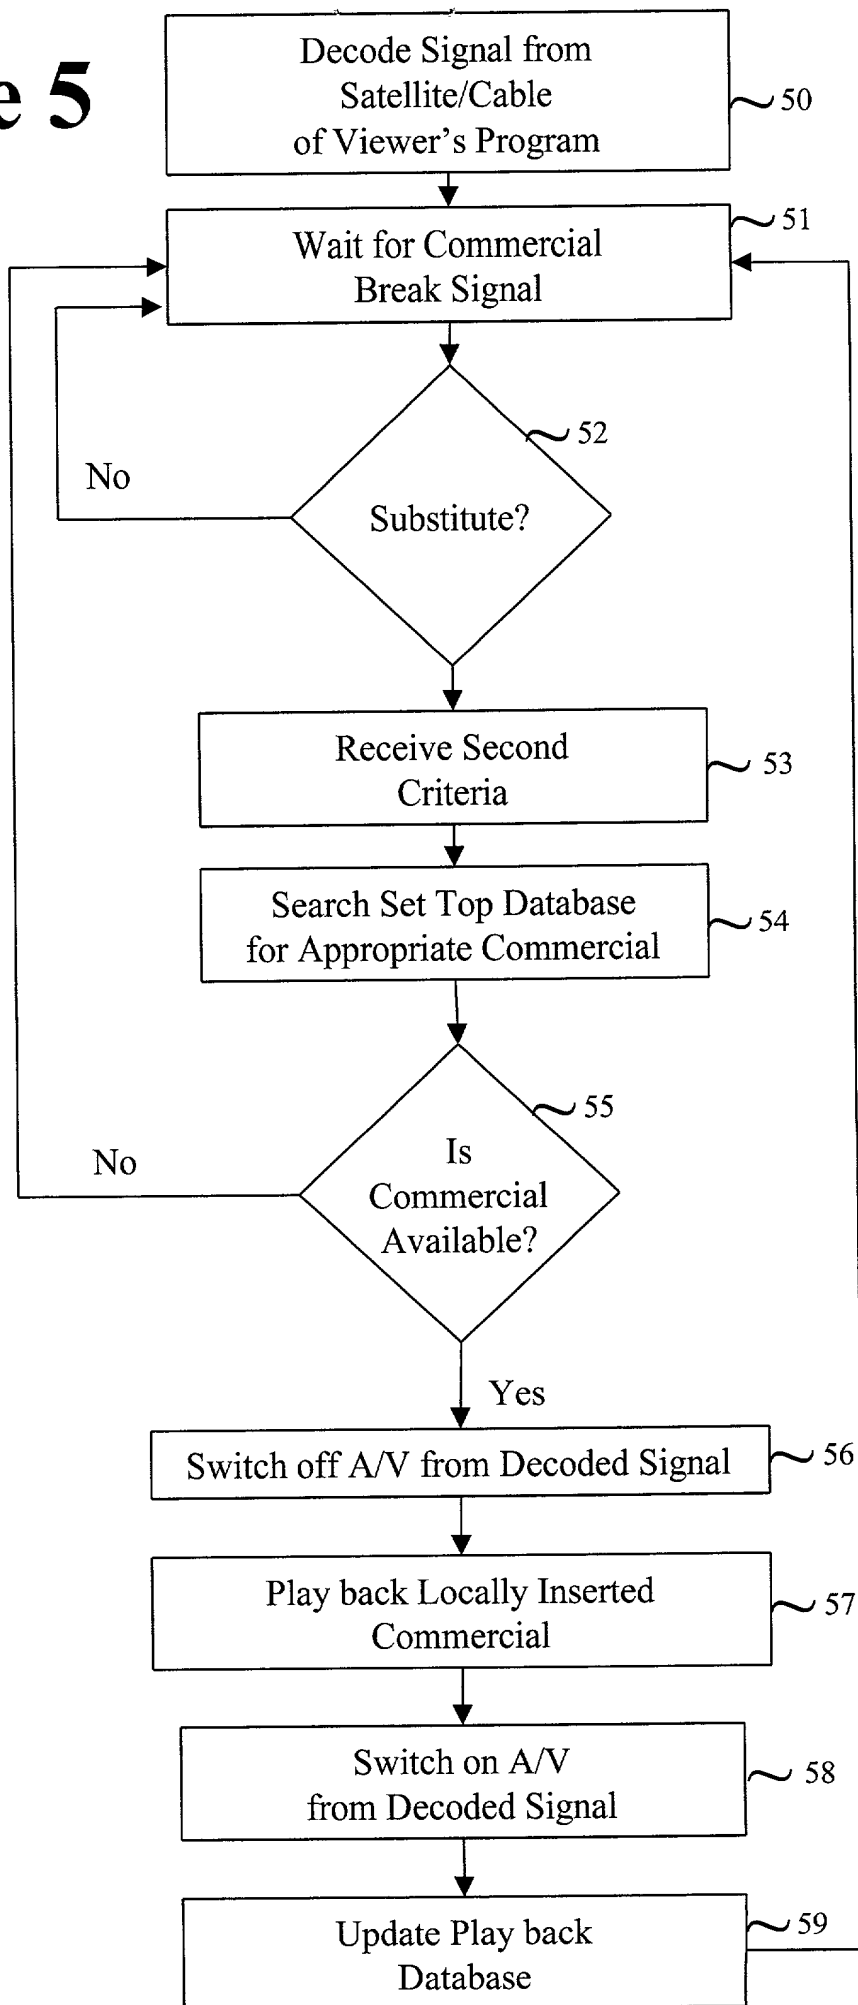 e 5
Decode Signal from
Satellite/Cable
of Viewer's Program
50
Wait for Commercial
Break Signal
51
52
No
Substitute?
Receive Second
Criteria
53
Search Set Top Database
for Appropriate Commercial
54
55
No
Is
Commercial
Available?
Yes
Switch off A/V from Decoded Signal
56
Play back Locally Inserted
Commercial
57
Switch on A/V
from Decoded Signal
58
Update Play back
Database
59